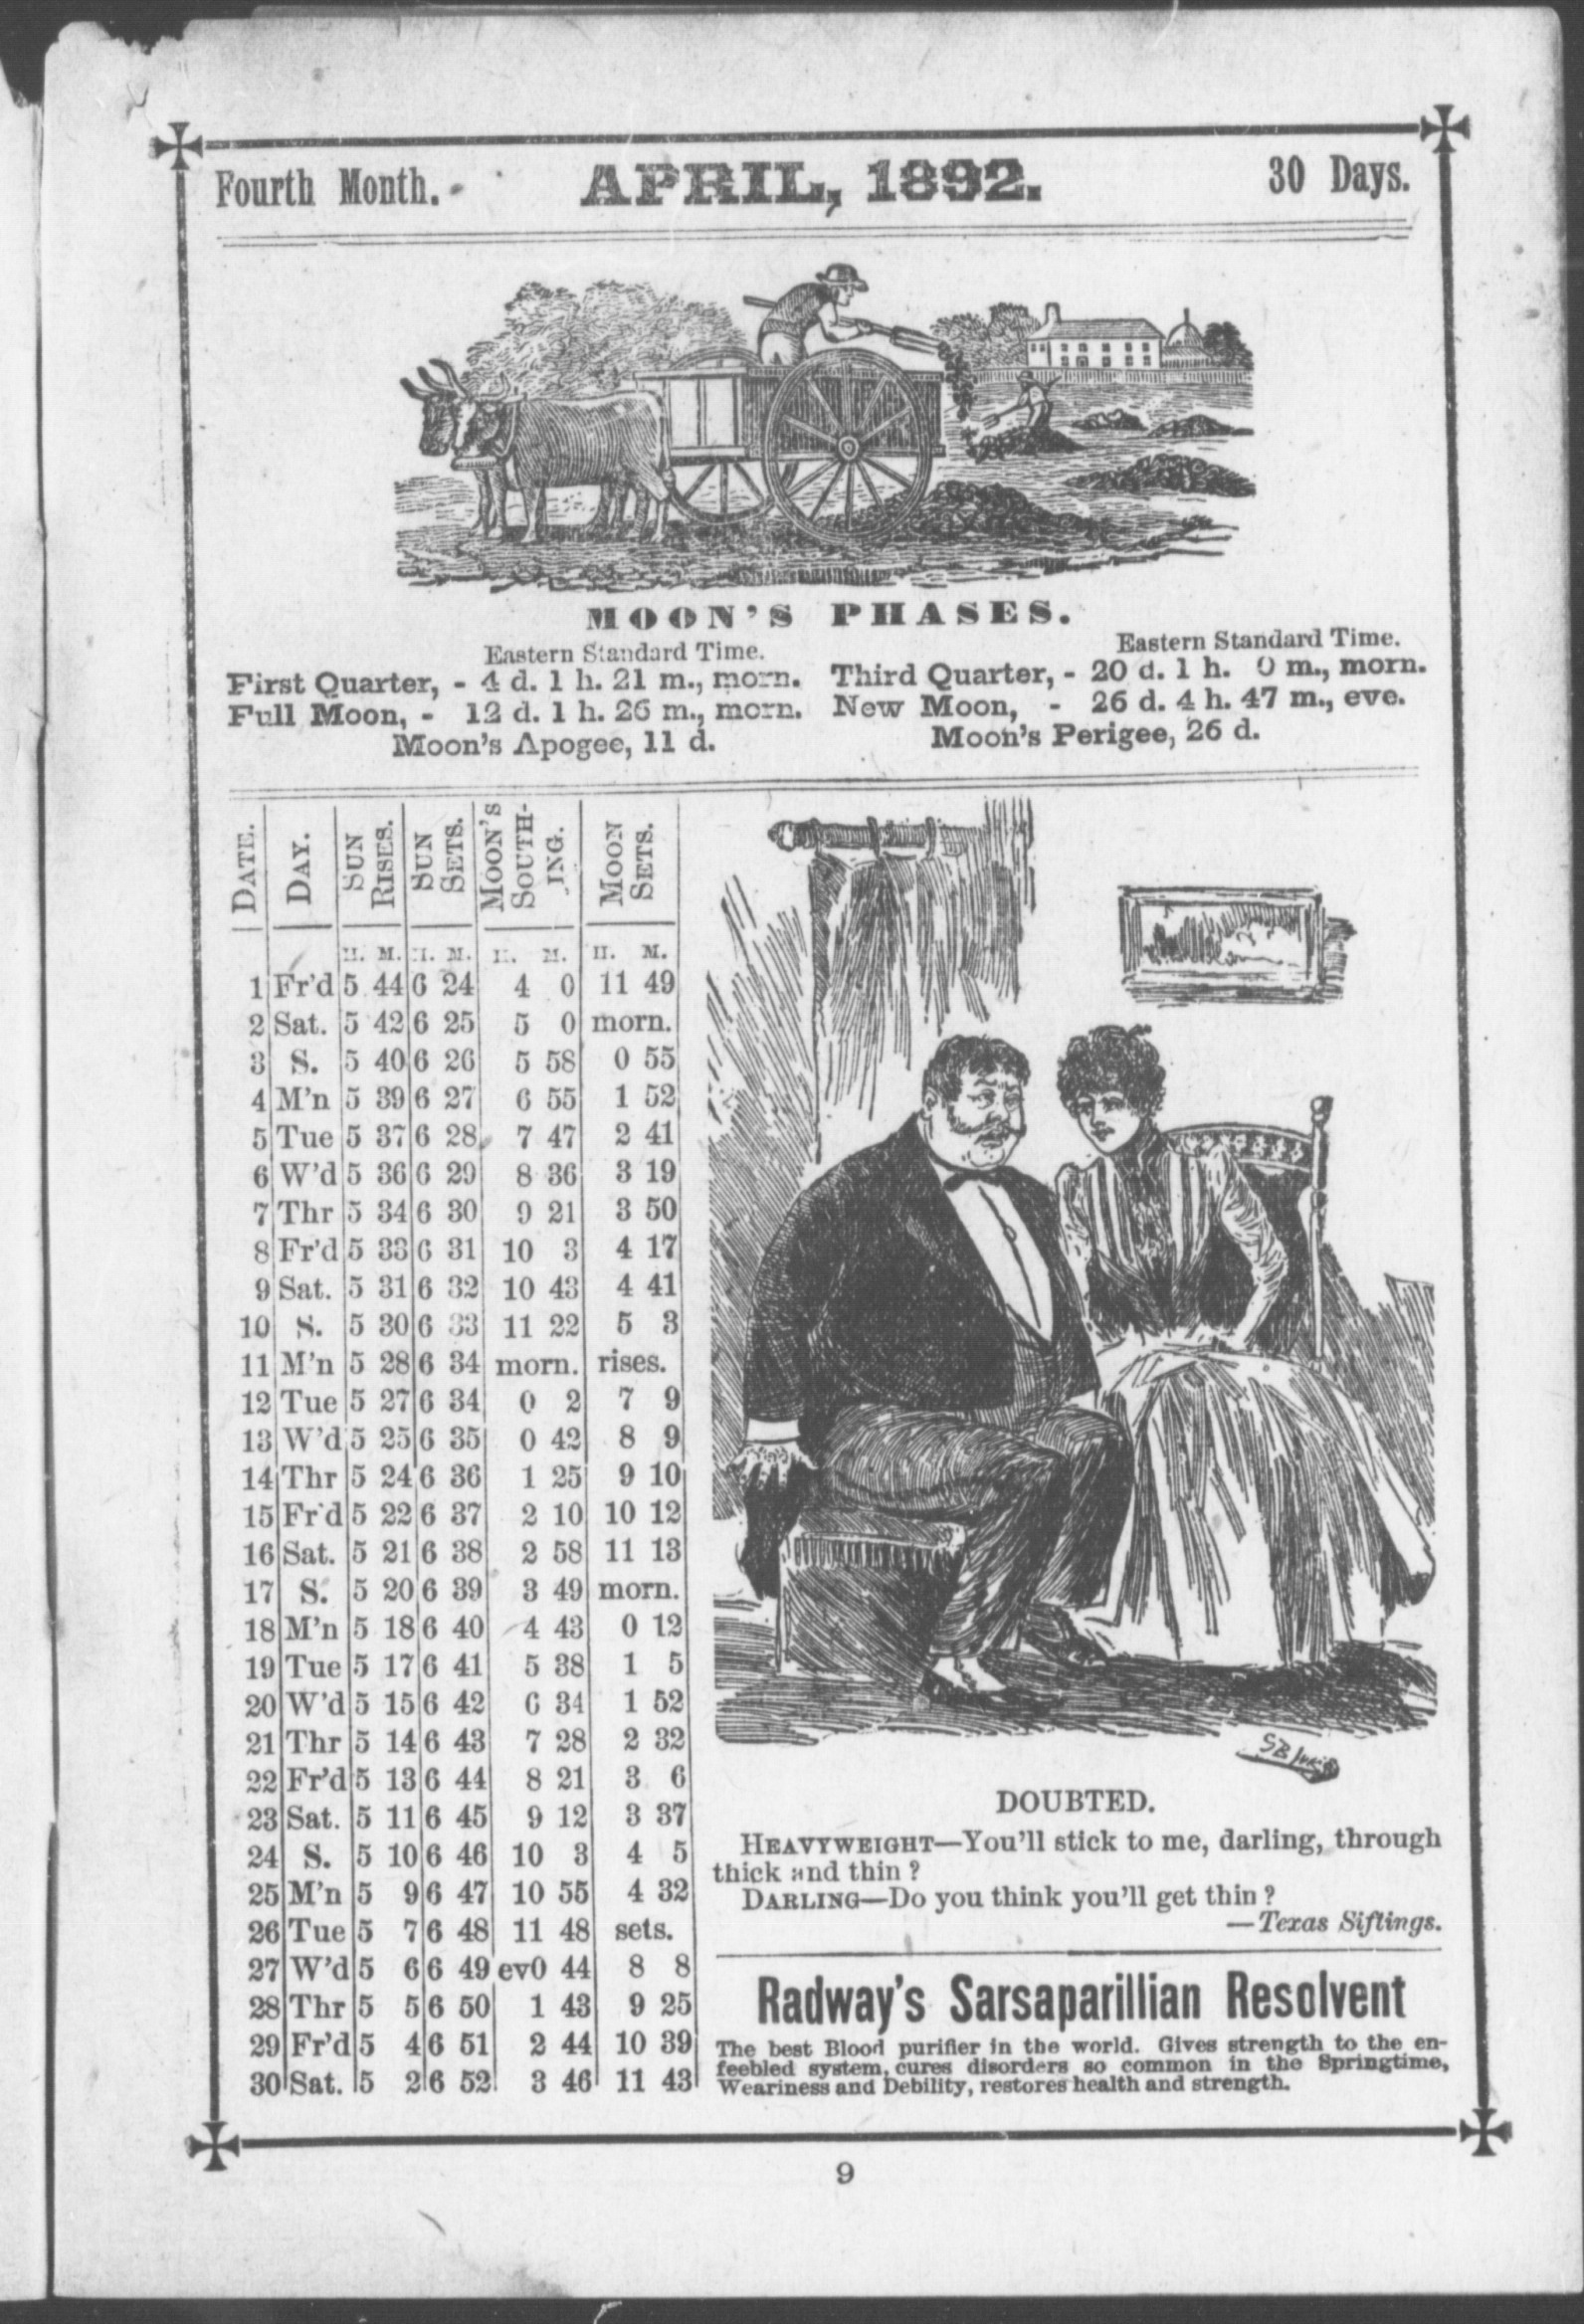 Fourth Month. APRIL, 1892. 30 Days.
MOON'S PHASES.
Eastern Standard Time.
First Quarter, - 4 d. 1 h. 21 m., morn.
Full Moon, - 12 d. 1 h. 26 m., morn.
Moon's Apogee, 11 d.
Eastern Standard Time.
Third Quarter, - 20 d. 1 h. 0 m., morn.
New Moon, - 26 d. 4 h. 47 m., eve.
Moon's Perigee, 26 d.
DATE. DAY. SUN RISES. SUN SETS. MOON'S SOUTH-ING. MOON SETS.
H. M. H. M. H. M. H. M.
1 Fr'd 5 44 6 24 4 0 11 49
2 Sat. 5 42 6 25 5 0 morn.
3 S. 5 40 6 26 5 58 0 55
4 M'n 5 39 6 27 6 55 1 52
5 Tue 5 37 6 28 7 47 2 41
6 W'd 5 36 6 29 8 36 3 19
7 Thr 5 34 6 30 9 21 3 50
8 Fr'd 5 33 6 31 10 3 4 17
9 Sat. 5 31 6 32 10 43 4 41
10 S. 5 30 6 33 11 22 5 3
11 M'n 5 28 6 34 morn. rises.
12 Tue 5 27 6 34 0 2 7 9
13 W'd 5 25 6 35 0 42 8 9
14 Thr 5 24 6 36 1 25 9 10
15 Fr'd 5 22 6 37 2 10 10 12
16 Sat. 5 21 6 38 2 58 11 13
17 S. 5 20 6 39 3 49 morn.
18 M'n 5 18 6 40 4 43 0 12
19 Tue 5 17 6 41 5 38 1 5
20 W'd 5 15 6 42 6 34 1 52
21 Thr 5 14 6 43 7 28 2 32
22 Fr'd 5 13 6 44 8 21 3 6
23 Sat. 5 11 6 45 9 12 3 37
24 S. 5 10 6 46 10 3 4 5
25 M'n 5 9 6 47 10 55 4 32
26 Tue 5 7 6 48 11 48 sets.
27 W'd 5 6 6 49 ev0 44 8 8
28 Thr 5 5 6 50 1 43 9 25
29 Fr'd 5 4 6 51 2 44 10 39
30 Sat. 5 2 6 52 3 46 11 43
DOUBTED.
HEAVYWEIGHT—You'll stick to me, darling, through
thick and thin?
DARLING—Do you think you'll get thin?
—Texas Siftings.
Radway's Sarsaparillian Resolvent
The best Blood purifier in the world. Gives strength to the en-
feebled system, cures disorders so common in the Springtime,
Weariness and Debility, restores health and strength.
9